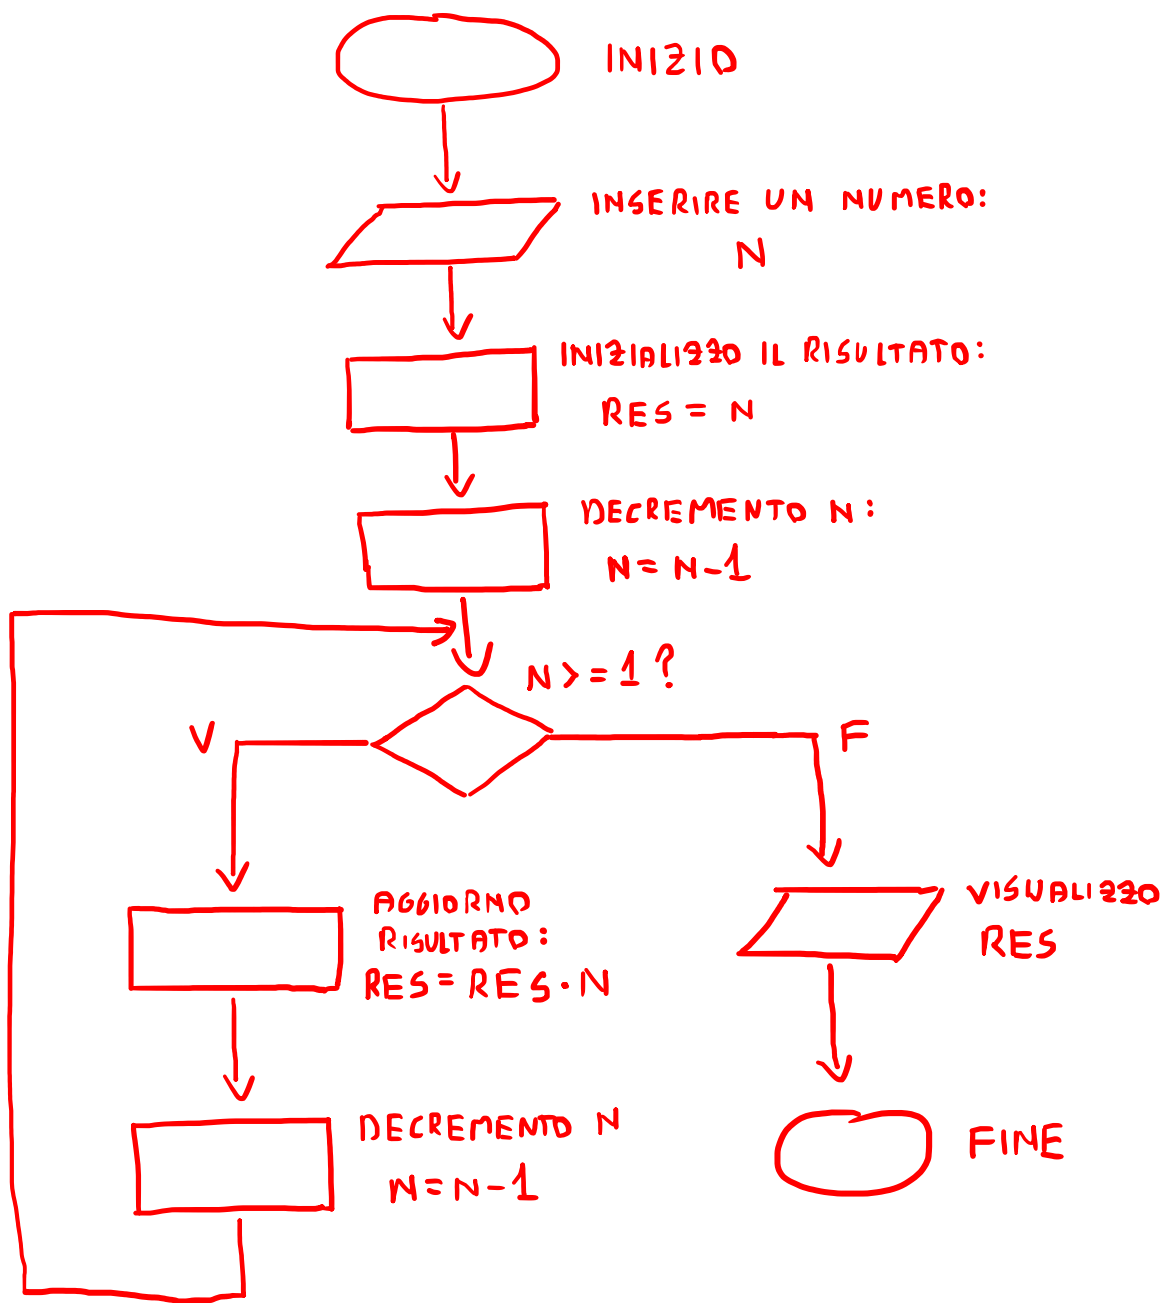 INIZIO
INSERIRE UN NUMERO:
N
INIZIALIZZO IL RISULTATO:
RES = N
DECREMENTO N:
N = N - 1
N >= 1 ?
V
F
AGGIORNO
RISULTATO:
RES = RES · N
VISUALIZZO
RES
DECREMENTO N
N = N - 1
FINE